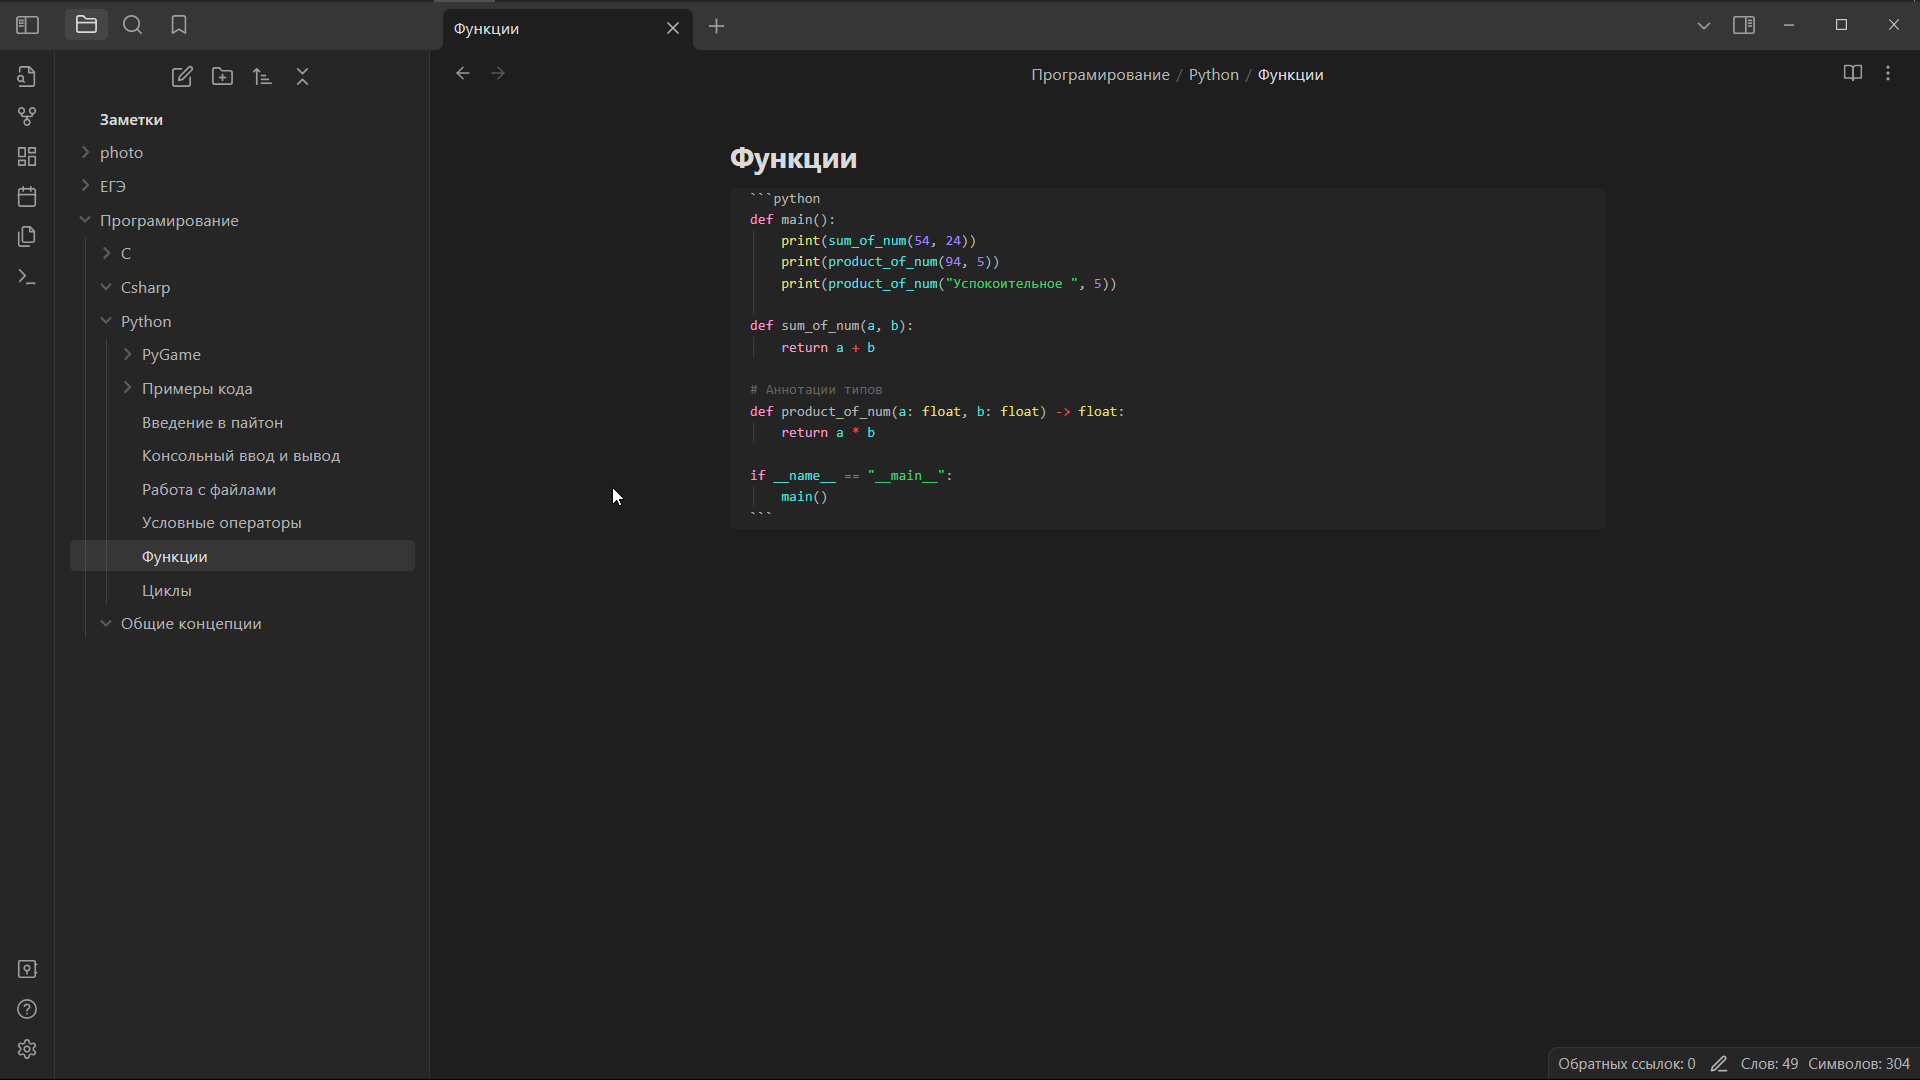 Функции
Заметки
photo
ЕГЭ
Програмирование
C
Csharp
Python
PyGame
Примеры кода
Введение в пайтон
Консольный ввод и вывод
Работа с файлами
Условные операторы
Функции
Циклы
Общие концепции
Програмирование / Python / Функции
Функции
```python
def main():
    print(sum_of_num(54, 24))
    print(product_of_num(94, 5))
    print(product_of_num("Успокоительное ", 5))
def sum_of_num(a, b):
    return a + b
# Аннотации типов
def product_of_num(a: float, b: float) -> float:
    return a * b
if __name__ == "__main__":
    main()
```
Обратных ссылок: 0 Слов: 49 Символов: 304